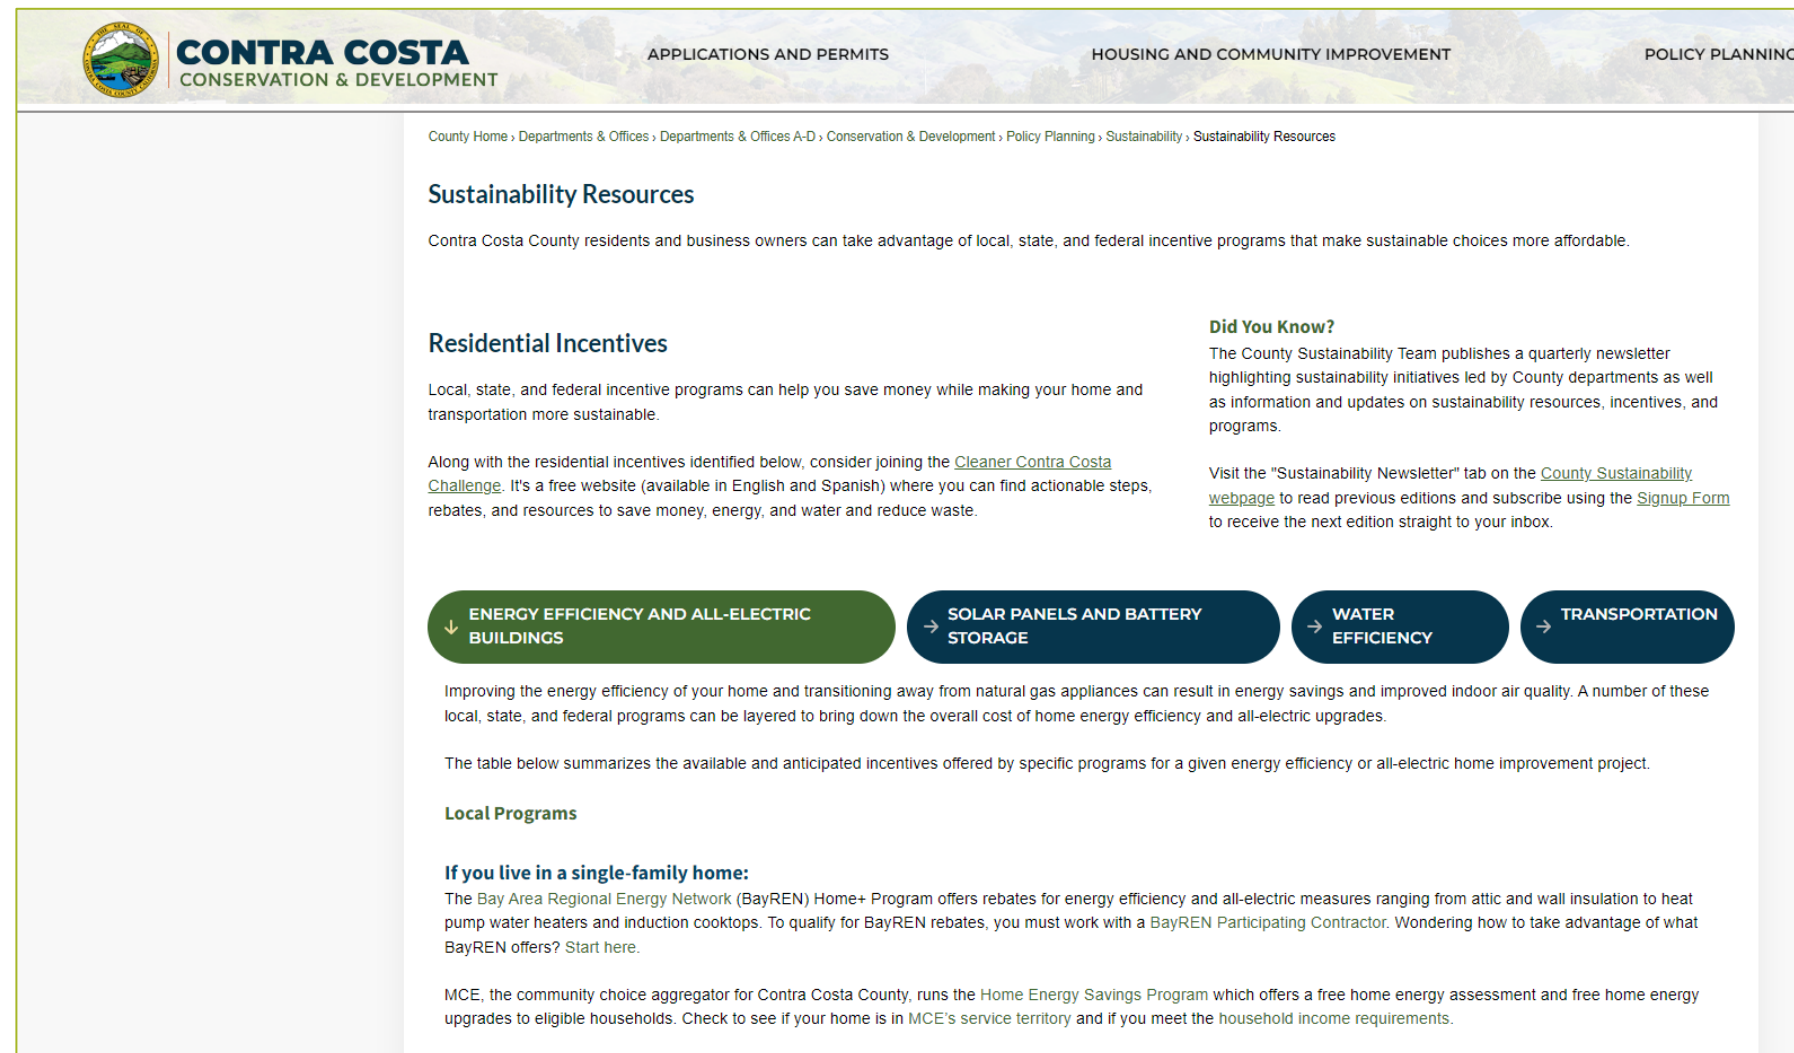 CONTRA COSTA
CONSERVATION & DEVELOPMENT
APPLICATIONS AND PERMITS
HOUSING AND COMMUNITY IMPROVEMENT
POLICY PLANNING
County Home › Departments & Offices › Departments & Offices A-D › Conservation & Development › Policy Planning › Sustainability › Sustainability Resources
Sustainability Resources
Contra Costa County residents and business owners can take advantage of local, state, and federal incentive programs that make sustainable choices more affordable.
Residential Incentives
Local, state, and federal incentive programs can help you save money while making your home and
transportation more sustainable.
Along with the residential incentives identified below, consider joining the Cleaner Contra Costa
Challenge. It's a free website (available in English and Spanish) where you can find actionable steps,
rebates, and resources to save money, energy, and water and reduce waste.
Did You Know?
The County Sustainability Team publishes a quarterly newsletter
highlighting sustainability initiatives led by County departments as well
as information and updates on sustainability resources, incentives, and
programs.
Visit the "Sustainability Newsletter" tab on the County Sustainability
webpage to read previous editions and subscribe using the Signup Form
to receive the next edition straight to your inbox.
ENERGY EFFICIENCY AND ALL-ELECTRIC
BUILDINGS
SOLAR PANELS AND BATTERY
STORAGE
WATER
EFFICIENCY
TRANSPORTATION
Improving the energy efficiency of your home and transitioning away from natural gas appliances can result in energy savings and improved indoor air quality. A number of these
local, state, and federal programs can be layered to bring down the overall cost of home energy efficiency and all-electric upgrades.
The table below summarizes the available and anticipated incentives offered by specific programs for a given energy efficiency or all-electric home improvement project.
Local Programs
If you live in a single-family home:
The Bay Area Regional Energy Network (BayREN) Home+ Program offers rebates for energy efficiency and all-electric measures ranging from attic and wall insulation to heat
pump water heaters and induction cooktops. To qualify for BayREN rebates, you must work with a BayREN Participating Contractor. Wondering how to take advantage of what
BayREN offers? Start here.
MCE, the community choice aggregator for Contra Costa County, runs the Home Energy Savings Program which offers a free home energy assessment and free home energy
upgrades to eligible households. Check to see if your home is in MCE's service territory and if you meet the household income requirements.